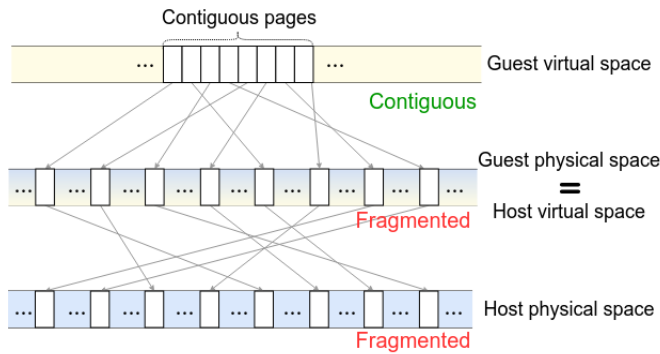 Contiguous pages
... ...
Guest virtual space
Contiguous
Guest physical space
=
Host virtual space
... ... ... ... ... ... ... ... ...
Fragmented
Host physical space
... ... ... ... ... ... ... ... ...
Fragmented